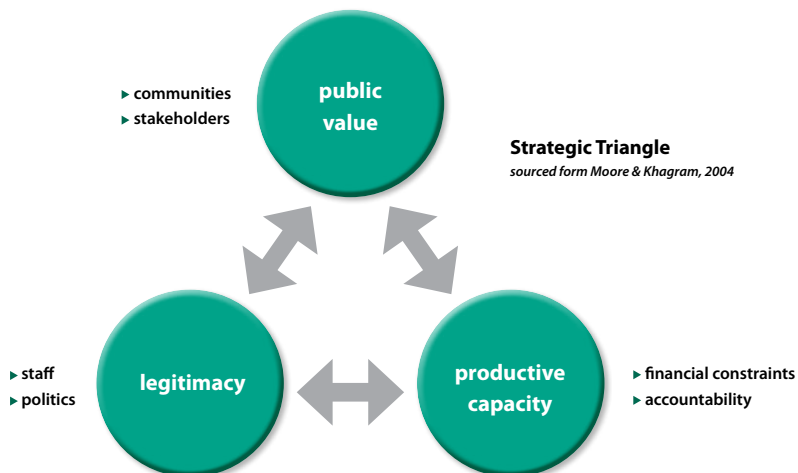 ▸ communities
▸ stakeholders
public
value
Strategic Triangle
sourced form Moore & Khagram, 2004
▸ staff
▸ politics
legitimacy
productive
capacity
▸ financial constraints
▸ accountability